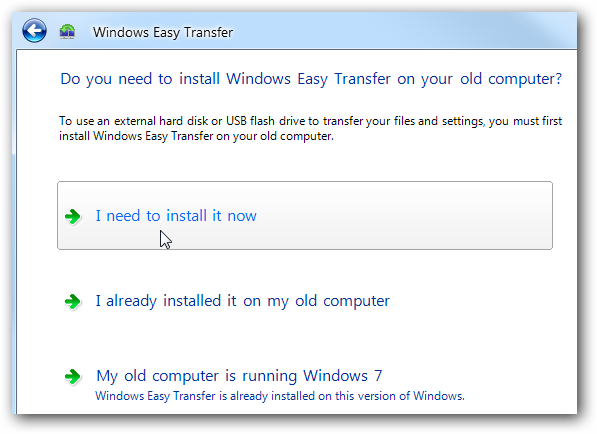 Windows Easy Transfer
Do you need to install Windows Easy Transfer on your old computer?
To use an external hard disk or USB flash drive to transfer your files and settings, you must first
install Windows Easy Transfer on your old computer.
I need to install it now
I already installed it on my old computer
My old computer is running Windows 7
Windows Easy Transfer is already installed on this version of Windows.